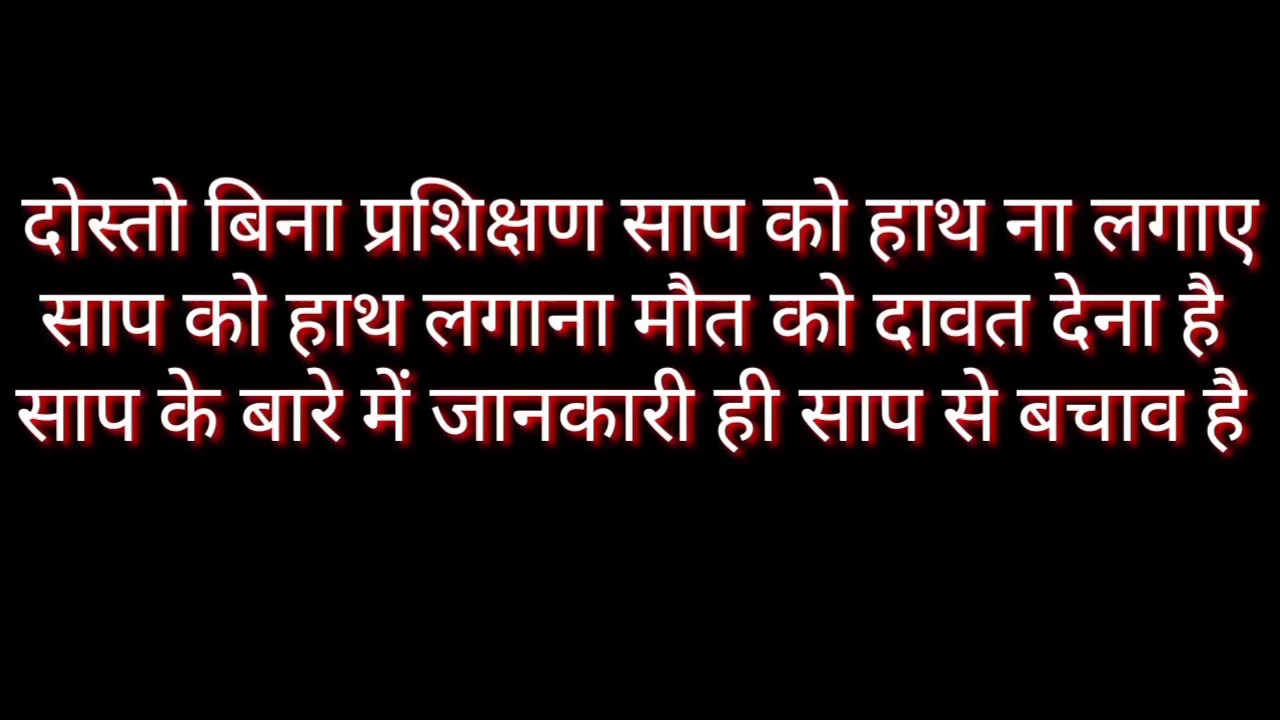 दोस्तो बिना प्रशिक्षण साप को हाथ ना लगाए
साप को हाथ लगाना मौत को दावत देना है
साप के बारे में जानकारी ही साप से बचाव है